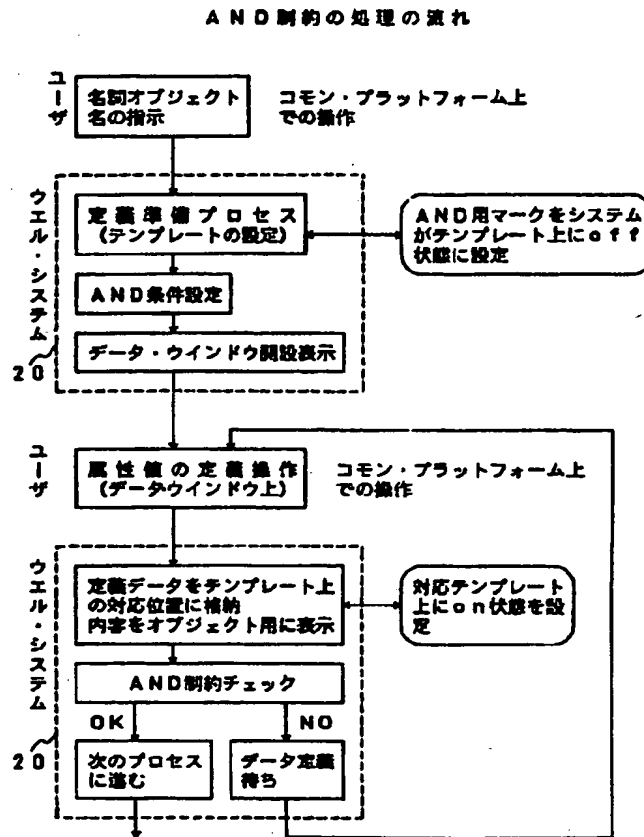 AND制約の処理の流れ
ユーザ
名詞オブジェクト
名の指示
コモン・プラットフォーム上
での操作
ウエル・システム
20
定義準備プロセス
(テンプレートの設定)
AND用マークをシステム
がテンプレート上にoff
状態に設定
AND条件設定
データ・ウインドウ開設表示
ユーザ
属性値の定義操作
(データウインドウ上)
コモン・プラットフォーム上
での操作
ウエル・システム
20
定義データをテンプレート上
の対応位置に格納
内容をオブジェクト用に表示
対応テンプレート
上にon状態を設
定
AND制約チェック
OK
NO
次のプロセス
に進む
データ定義
待ち